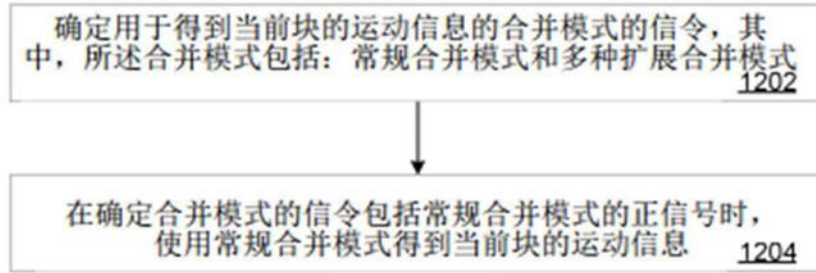 确定用于得到当前块的运动信息的合并模式的信令，其
中，所述合并模式包括：常规合并模式和多种扩展合并模式
1202
在确定合并模式的信令包括常规合并模式的正信号时，
使用常规合并模式得到当前块的运动信息
1204